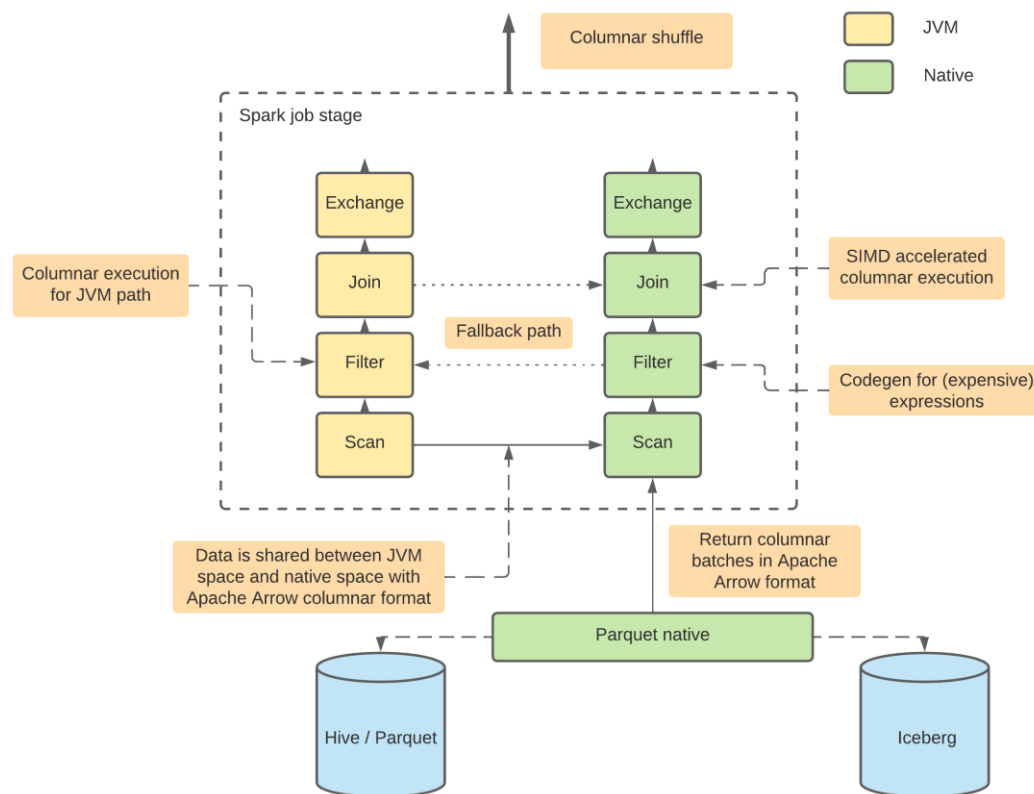 Columnar shuffle
JVM
Native
Spark job stage
Exchange
Exchange
Columnar execution
for JVM path
Join
Join
SIMD accelerated
columnar execution
Fallback path
Filter
Filter
Codegen for (expensive)
expressions
Scan
Scan
Data is shared between JVM
space and native space with
Apache Arrow columnar format
Return columnar
batches in Apache
Arrow format
Parquet native
Hive / Parquet
Iceberg